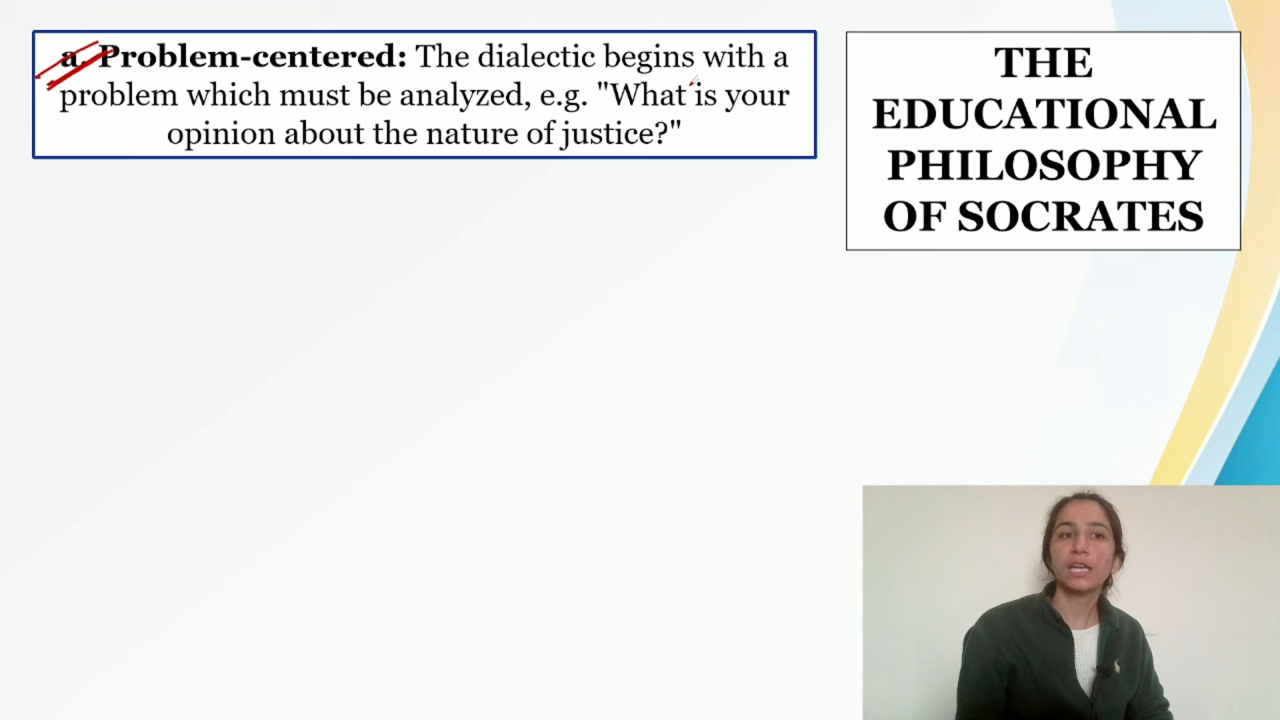 a. Problem-centered: The dialectic begins with a
problem which must be analyzed, e.g. "What is your
opinion about the nature of justice?"
THE
EDUCATIONAL
PHILOSOPHY
OF SOCRATES